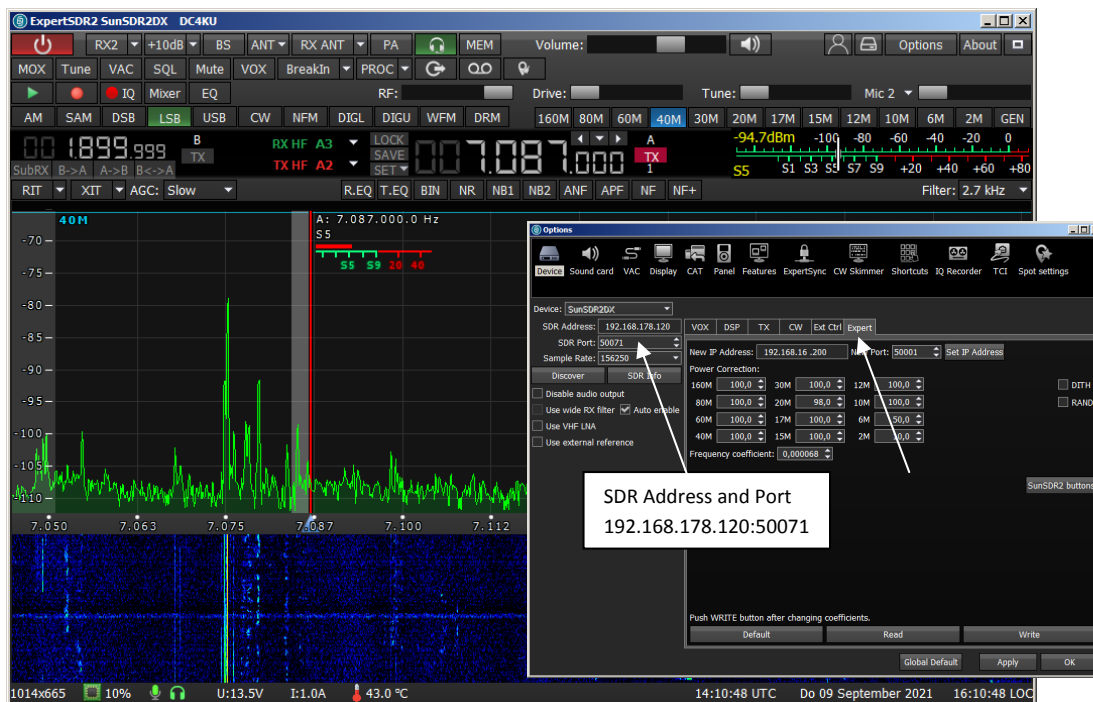 ExpertSDR2 SunSDR2DX DC4KU
RX2 +10dB BS ANT RX ANT PA MEM Volume: Options About
MOX Tune VAC SQL Mute VOX BreakIn PROC
IQ Mixer EQ RF: Drive: Tune: Mic 2
AM SAM DSB LSB USB CW NFM DIGL DIGU WFM DRM 160M 80M 60M 40M 30M 20M 17M 15M 12M 10M 6M 2M GEN
1.899.999 B TX RX HF A3 TX HF A2 LOCK SAVE SET 7.087.000 A TX 1
-94.7dBm -100 -80 -60 -40 -20 0
S5 S1 S3 S5 S7 S9 +20 +40 +60 +80
SubRX B->A A->B B<->A
RIT XIT AGC: Slow R.EQ T.EQ BIN NR NB1 NB2 ANF APF NF NF+ Filter: 2.7 kHz
40M A: 7.087.000.0 Hz
S5
S5 S9 20 40
-70
-75
-80
-85
-90
-95
-100
-105
-110
7.050 7.063 7.075 7.087 7.100 7.112
Options
Device Sound card VAC Display CAT Panel Features ExpertSync CW Skimmer Shortcuts IQ Recorder TCI Spot settings
Device: SunSDR2DX
SDR Address: 192.168.178.120
SDR Port: 50071
Sample Rate: 156250
Discover SDR Info
Disable audio output
Use wide RX filter Auto enable
Use VHF LNA
Use external reference
VOX DSP TX CW Ext Ctrl Expert
New IP Address: 192.168.16 .200 Port: 50001 Set IP Address
Power Correction:
160M 100,0 30M 100,0 12M 100,0 DITH
80M 100,0 20M 98,0 10M 100,0 RAND
60M 100,0 17M 100,0 6M 50,0
40M 100,0 15M 100,0 2M
Frequency coefficient: 0,000068
SunSDR2 buttons
SDR Address and Port
192.168.178.120:50071
Push WRITE button after changing coefficients.
Default Read Write
Global Default Apply OK
1014x665 10% U:13.5V I:1.0A 43.0 ºC 14:10:48 UTC Do 09 September 2021 16:10:48 LOC